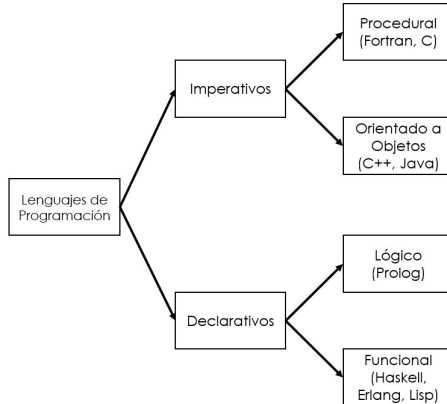 Lenguajes de
Programación
Imperativos
Procedural
(Fortran, C)
Orientado a
Objetos
(C++, Java)
Declarativos
Lógico
(Prolog)
Funcional
(Haskell,
Erlang, Lisp)